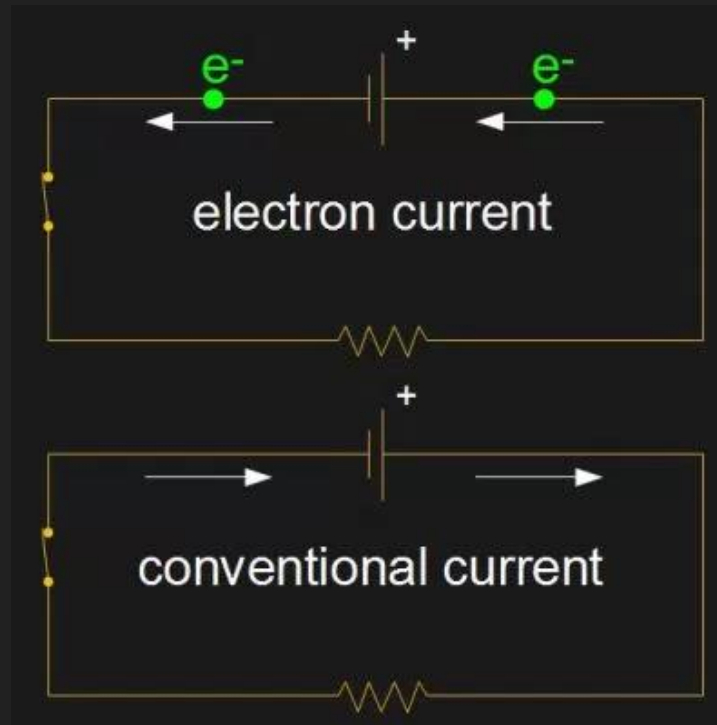 +
e- e-
electron current
+
conventional current